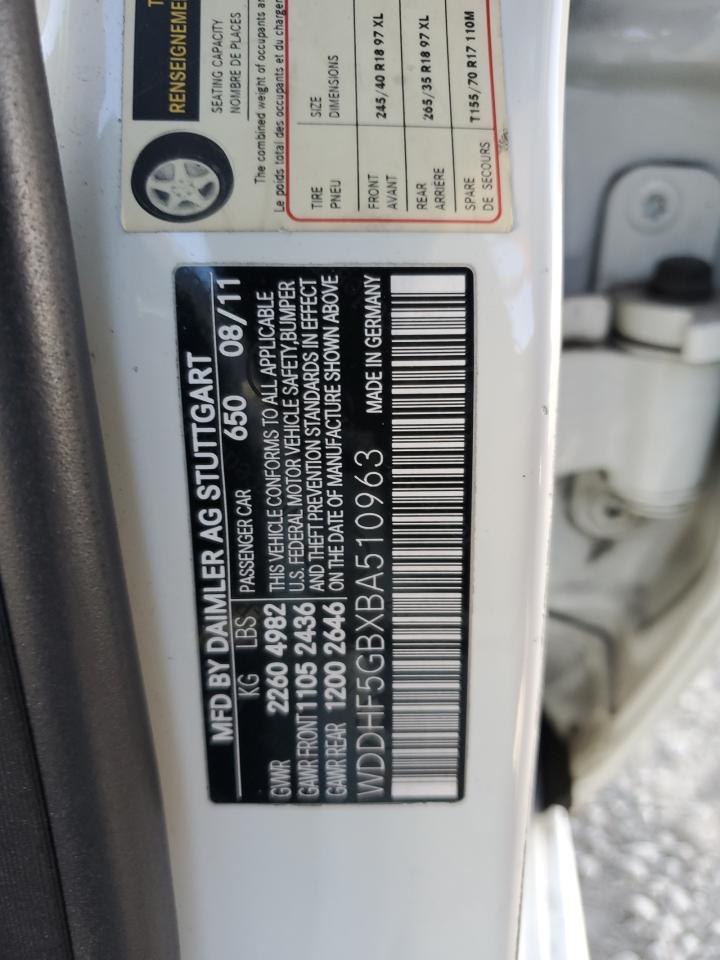 RENSEIGNEME
SEATING CAPACITY
NOMBRE DE PLACES
The combined weight of occupants
Le poids total des occupants et du
TIRE SIZE
PNEU DIMENSIONS
FRONT 245/40 R18 97 XL
AVANT
REAR 265/35 R18 97 XL
ARRIÈRE
SPARE T155/70 R17 110M
DE SECOURS
MFD BY DAIMLER AG STUTTGART
KG LBS PASSENGER CAR 650 08/11
GVWR 2260 4982
GAWR FRONT 1105 2436
GAWR REAR 1200 2646
THIS VEHICLE CONFORMS TO ALL APPLICABLE
U.S. FEDERAL MOTOR VEHICLE SAFETY,BUMPER
AND THEFT PREVENTION STANDARDS IN EFFECT
ON THE DATE OF MANUFACTURE SHOWN ABOVE
WDDHF5GBXBA510963 MADE IN GERMANY